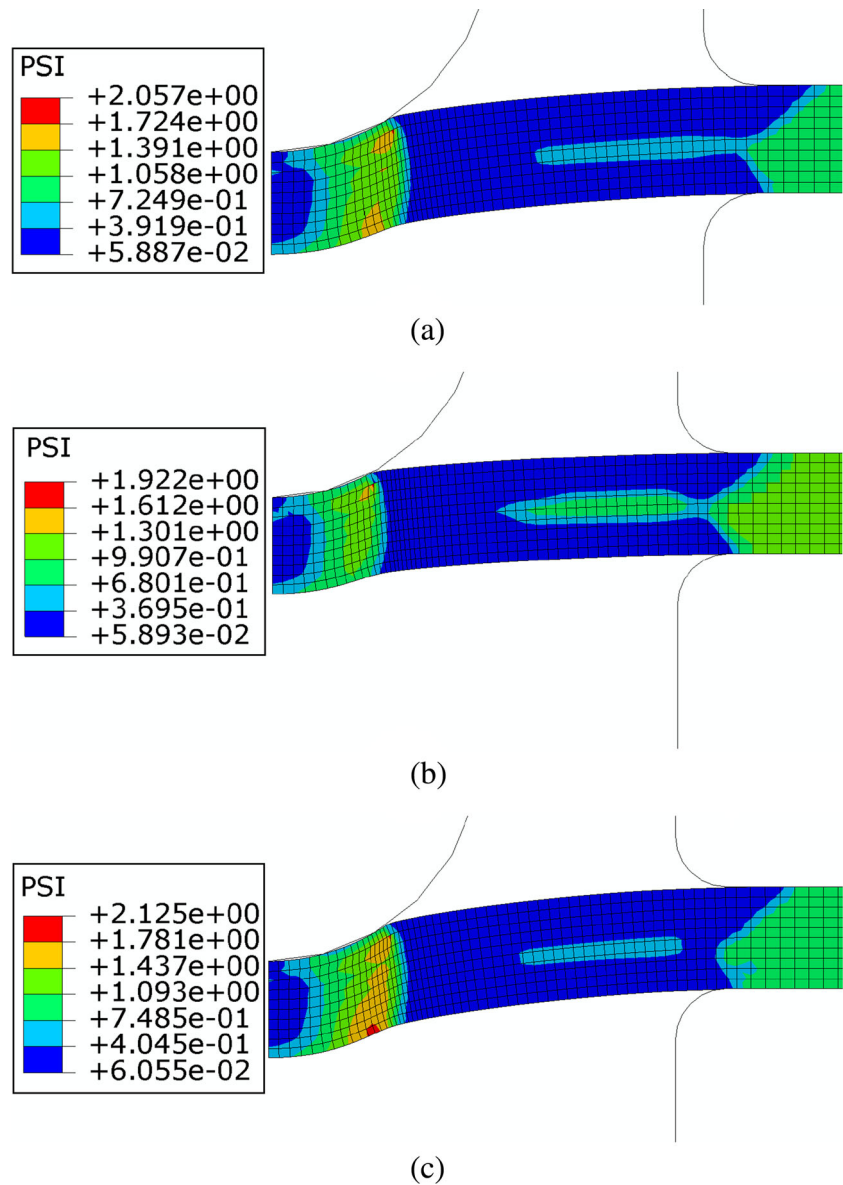 PSI
+2.057e+00
+1.724e+00
+1.391e+00
+1.058e+00
+7.249e-01
+3.919e-01
+5.887e-02
(a)
PSI
+1.922e+00
+1.612e+00
+1.301e+00
+9.907e-01
+6.801e-01
+3.695e-01
+5.893e-02
(b)
PSI
+2.125e+00
+1.781e+00
+1.437e+00
+1.093e+00
+7.485e-01
+4.045e-01
+6.055e-02
(c)